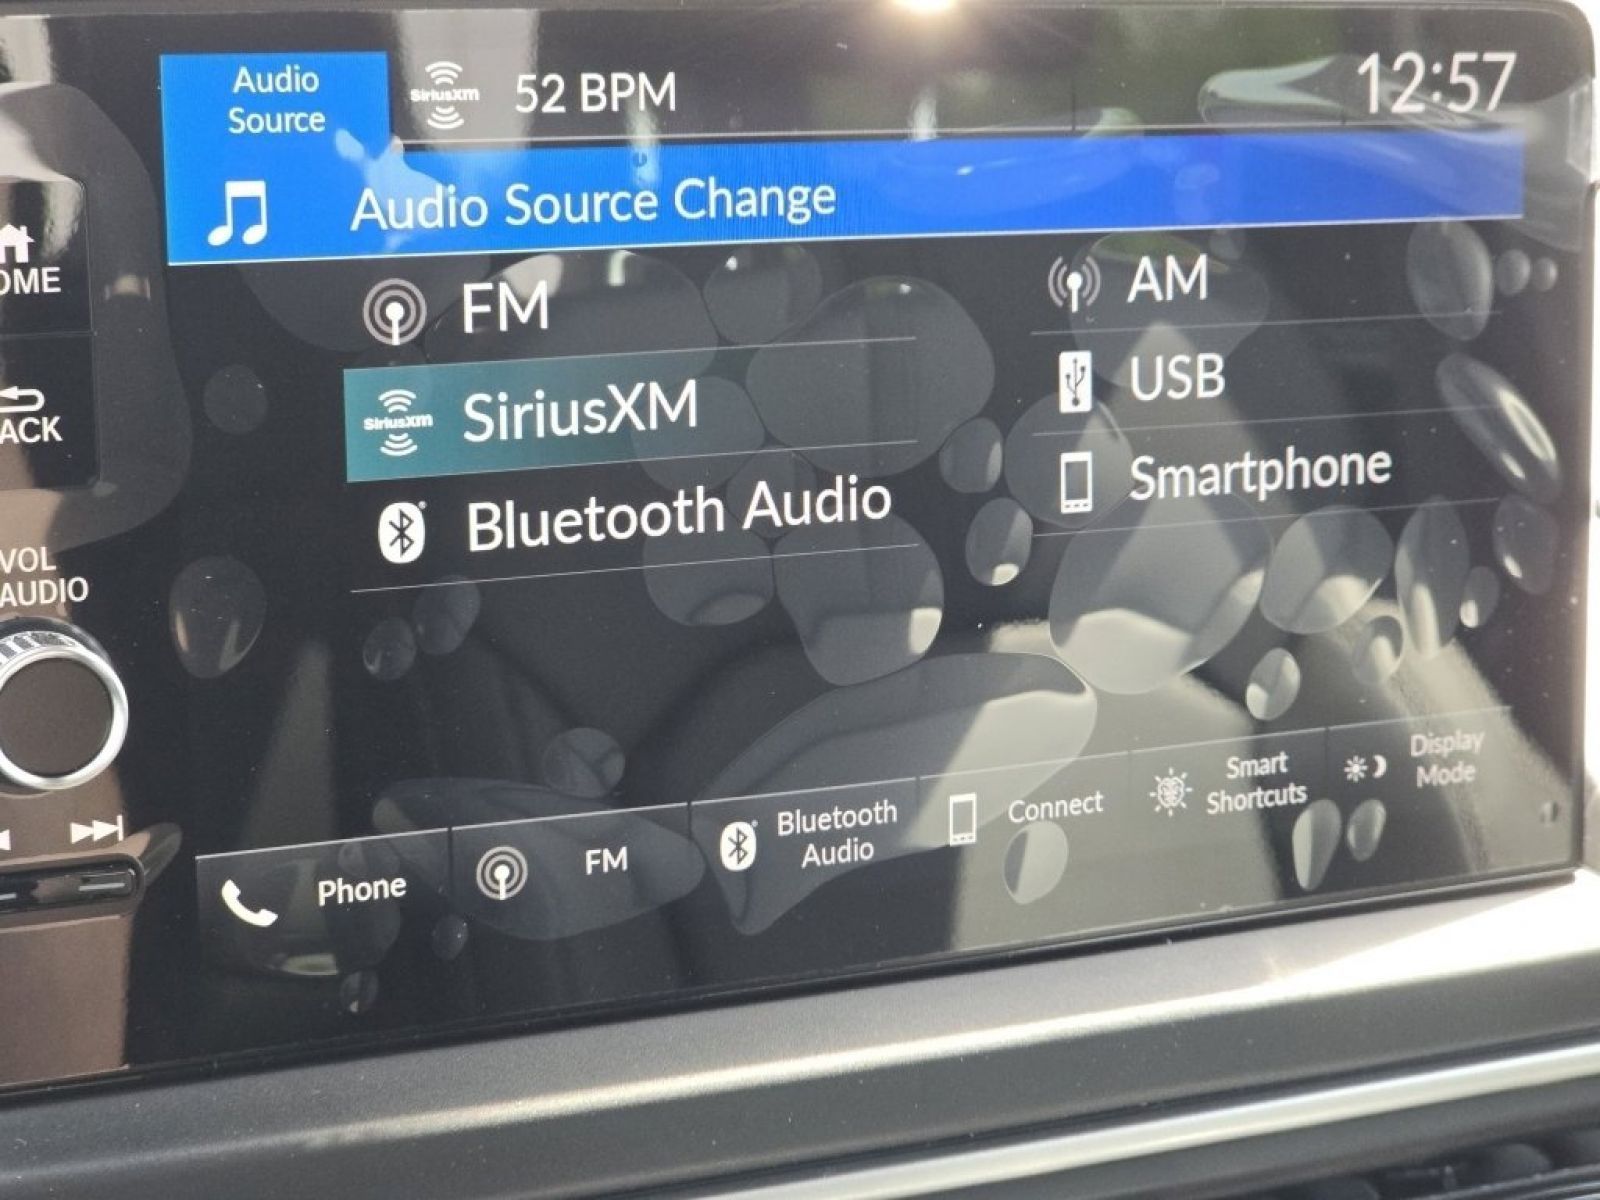 Audio
Source
SiriusXM
52 BPM
12:57
Audio Source Change
FM
AM
SiriusXM SiriusXM
USB
Bluetooth Audio
Smartphone
OME
ACK
VOL
AUDIO
Phone
FM
Bluetooth
Audio
Connect
Smart
Shortcuts
Display
Mode